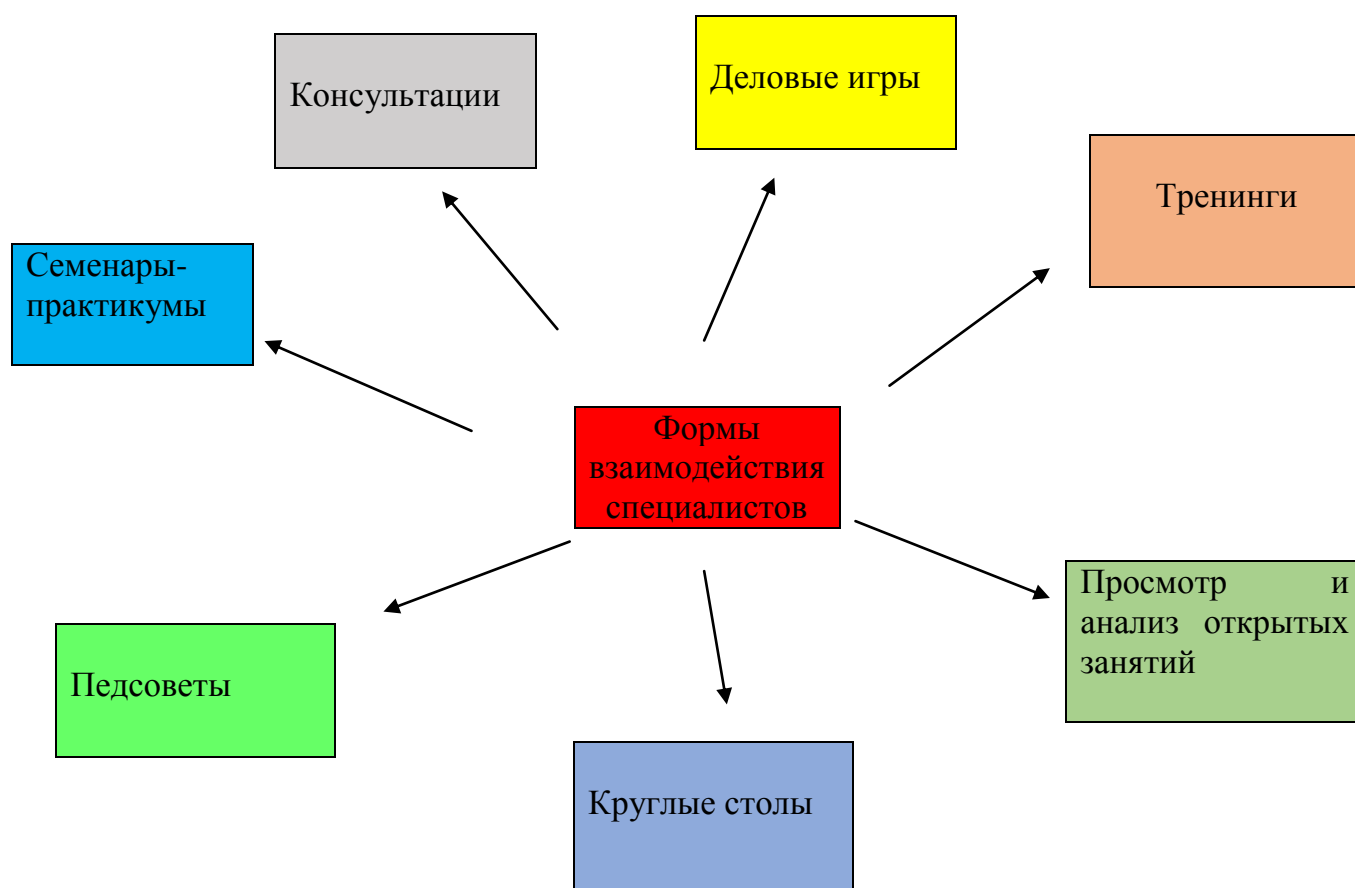 Консультации
Деловые игры
Тренинги
Семенары-
практикумы
Формы
взаимодействия
специалистов
Просмотр и
анализ открытых
занятий
Педсоветы
Круглые столы